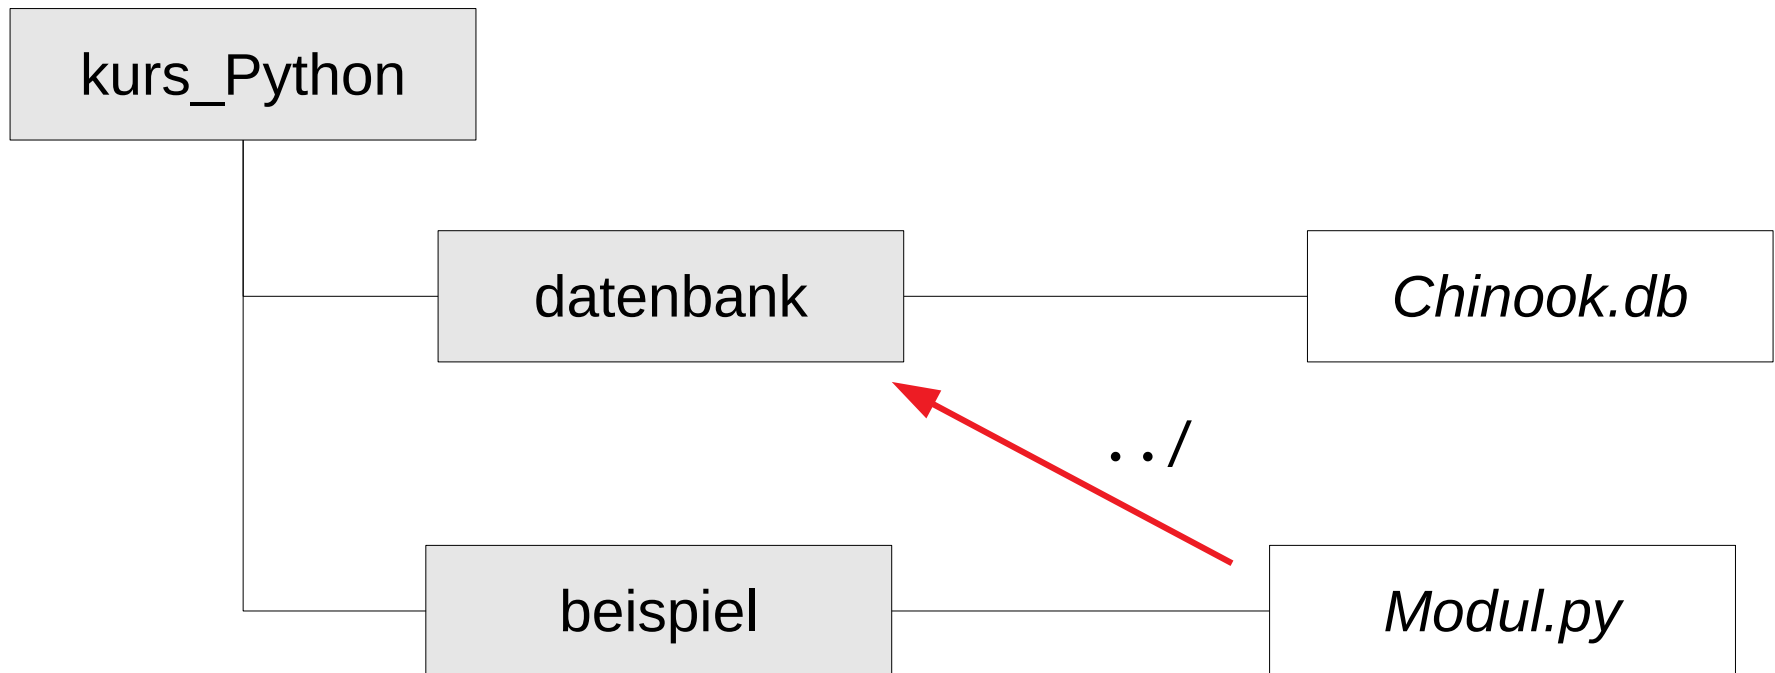 kurs_Python
datenbank
Chinook.db
../
beispiel
Modul.py